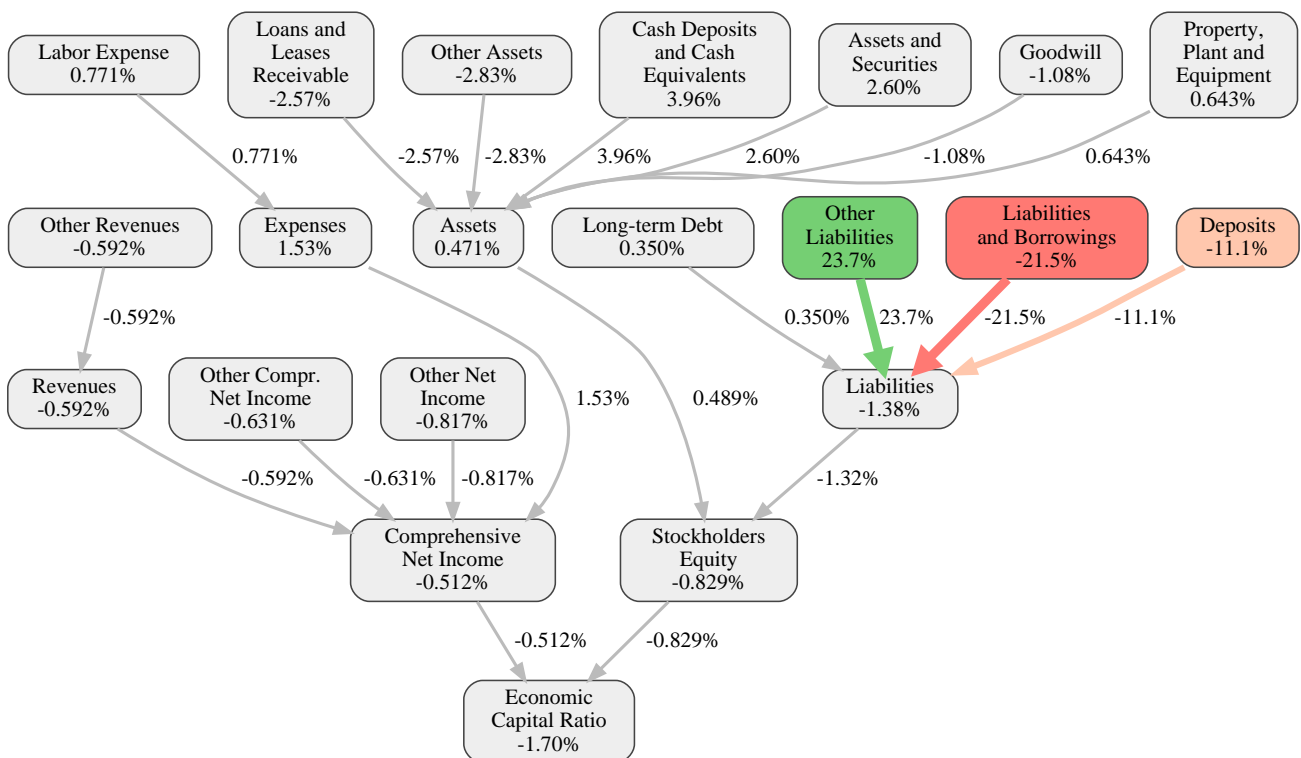 Labor Expense
0.771%
Loans and
Leases
Receivable
-2.57%
Other Assets
-2.83%
Cash Deposits
and Cash
Equivalents
3.96%
Assets and
Securities
2.60%
Goodwill
-1.08%
Property,
Plant and
Equipment
0.643%
0.771%
-2.57%
-2.83%
3.96%
2.60%
-1.08%
0.643%
Other Revenues
-0.592%
Expenses
1.53%
Assets
0.471%
Long-term Debt
0.350%
Other
Liabilities
23.7%
Liabilities
and Borrowings
-21.5%
Deposits
-11.1%
-0.592%
0.350%
23.7%
-21.5%
-11.1%
Revenues
-0.592%
Other Compr.
Net Income
-0.631%
Other Net
Income
-0.817%
1.53%
0.489%
Liabilities
-1.38%
-0.592%
-0.631%
-0.817%
-1.32%
Comprehensive
Net Income
-0.512%
Stockholders
Equity
-0.829%
-0.512%
-0.829%
Economic
Capital Ratio
-1.70%